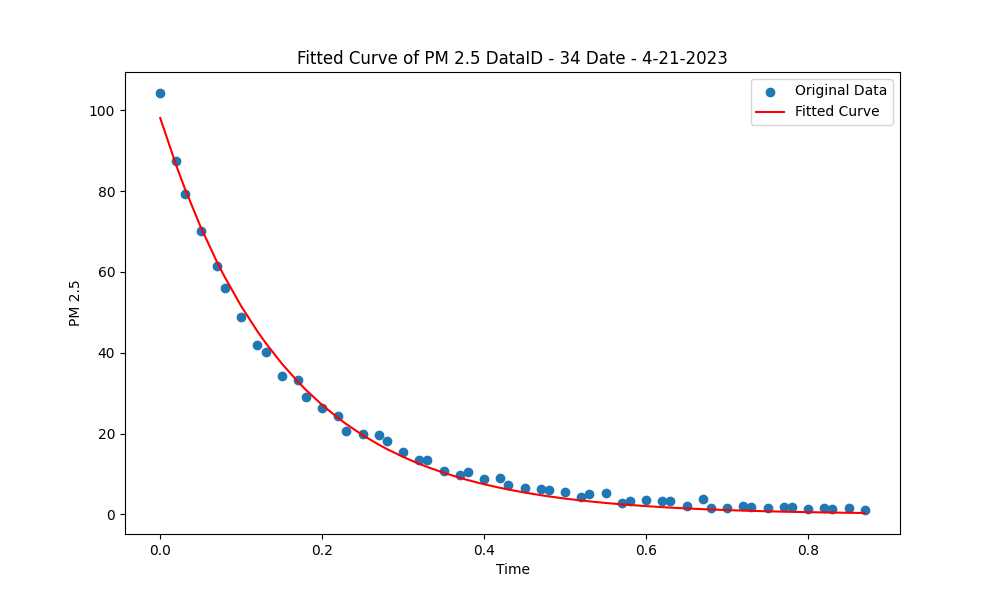 Fitted Curve of PM 2.5 DataID - 34 Date - 4-21-2023
Original Data
Fitted Curve
100
80
60
40
20
0
PM 2.5
0.0 0.2 0.4 0.6 0.8
Time